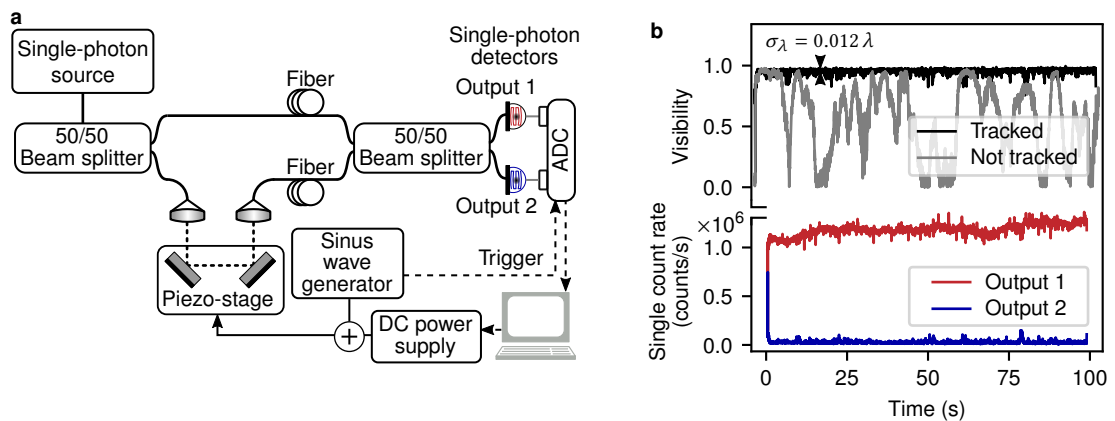 a
Single-photon
source
50/50
Beam splitter
Fiber
Fiber
50/50
Beam splitter
Single-photon
detectors
Output 1
Output 2
ADC
Piezo-stage
Sinus
wave
generator
Trigger
+
DC power
supply
b
σλ = 0.012 λ
Visibility
1.0
0.5
0.0
Tracked
Not tracked
×10⁶
Single count rate
(counts/s)
1.0
0.5
0.0
Output 1
Output 2
0 25 50 75 100
Time (s)